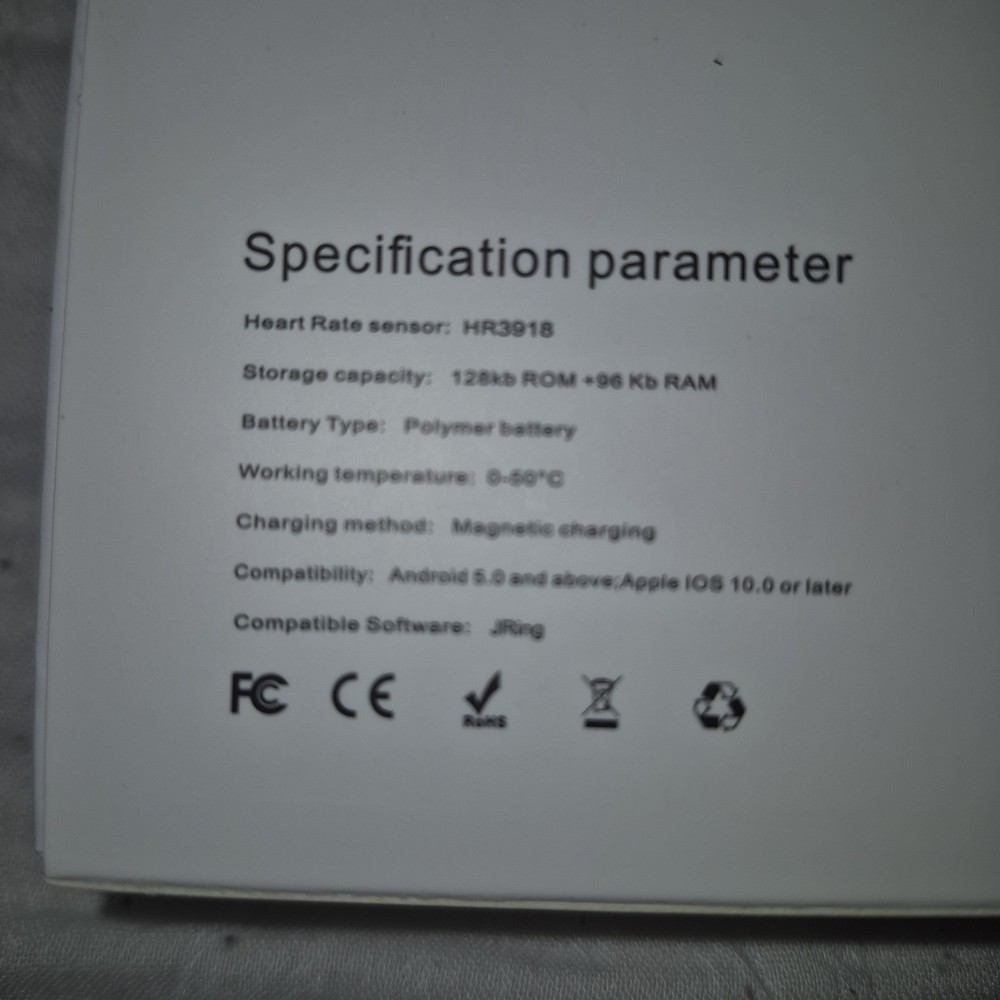 Specification parameter
Heart Rate sensor: HR3918
Storage capacity: 128kb ROM +96 Kb RAM
Battery Type: Polymer battery
Working temperature: 0-50°C
Charging method: Magnetic charging
Compatibility: Android 5.0 and above;Apple IOS 10.0 or later
Compatible Software: JRing
FC CE RoHS